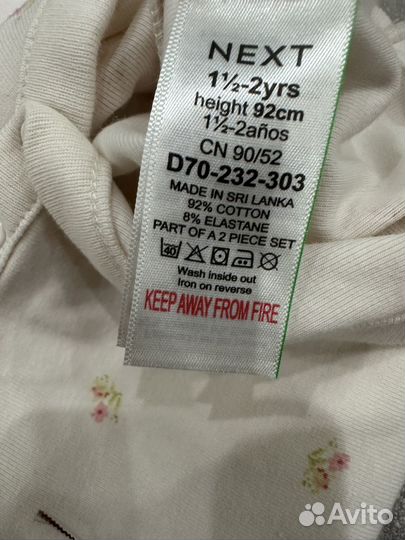 NEXT
1½-2yrs
height 92cm
1½-2años
CN 90/52
D70-232-303
MADE IN SRI LANKA
92% COTTON
8% ELASTANE
PART OF A 2 PIECE SET
40
Wash inside out
Iron on reverse
KEEP AWAY FROM FIRE
Avito